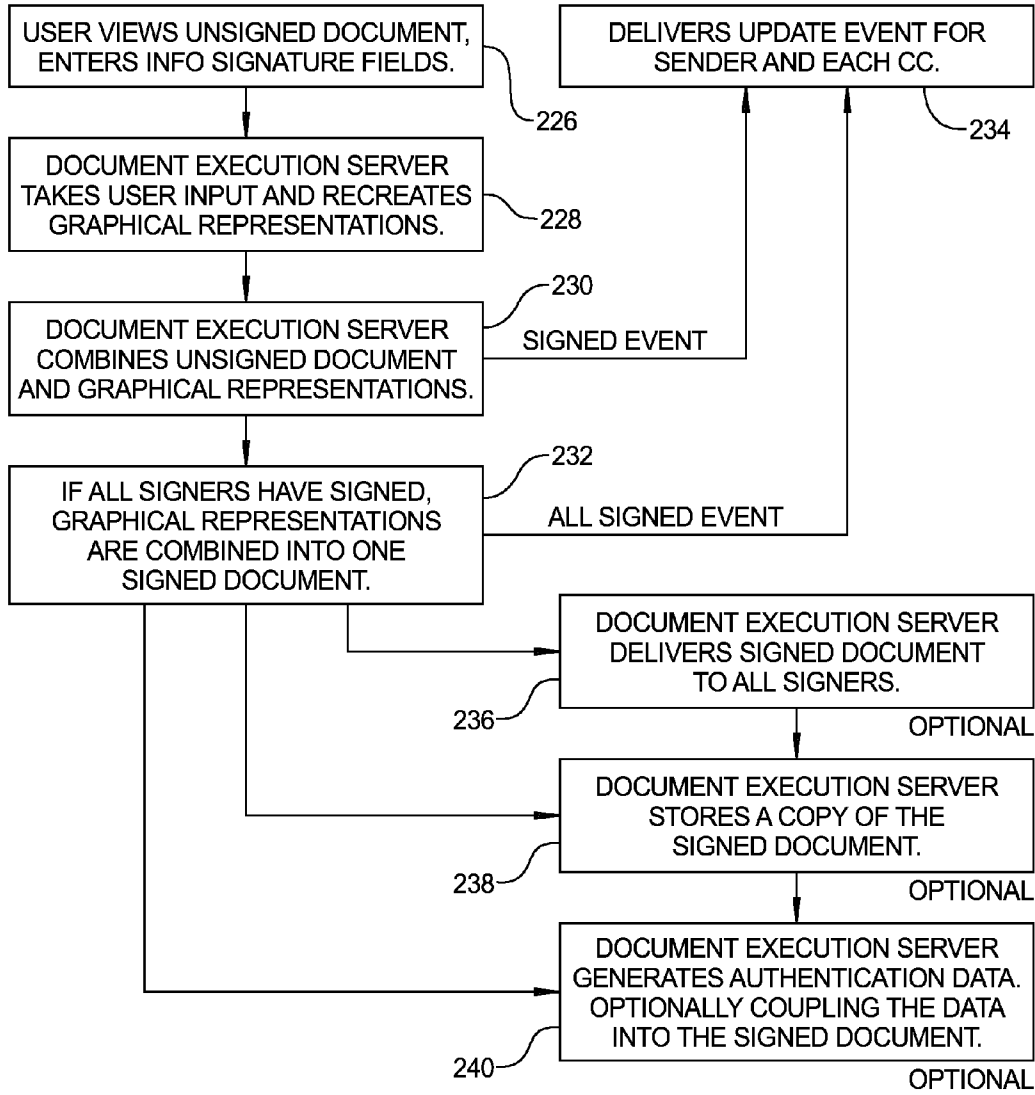 USER VIEWS UNSIGNED DOCUMENT,
ENTERS INFO SIGNATURE FIELDS.
226
DELIVERS UPDATE EVENT FOR
SENDER AND EACH CC.
234
DOCUMENT EXECUTION SERVER
TAKES USER INPUT AND RECREATES
GRAPHICAL REPRESENTATIONS.
228
DOCUMENT EXECUTION SERVER
COMBINES UNSIGNED DOCUMENT
AND GRAPHICAL REPRESENTATIONS.
230
SIGNED EVENT
IF ALL SIGNERS HAVE SIGNED,
GRAPHICAL REPRESENTATIONS
ARE COMBINED INTO ONE
SIGNED DOCUMENT.
232
ALL SIGNED EVENT
DOCUMENT EXECUTION SERVER
DELIVERS SIGNED DOCUMENT
TO ALL SIGNERS.
236
OPTIONAL
DOCUMENT EXECUTION SERVER
STORES A COPY OF THE
SIGNED DOCUMENT.
238
OPTIONAL
DOCUMENT EXECUTION SERVER
GENERATES AUTHENTICATION DATA.
OPTIONALLY COUPLING THE DATA
INTO THE SIGNED DOCUMENT.
240
OPTIONAL